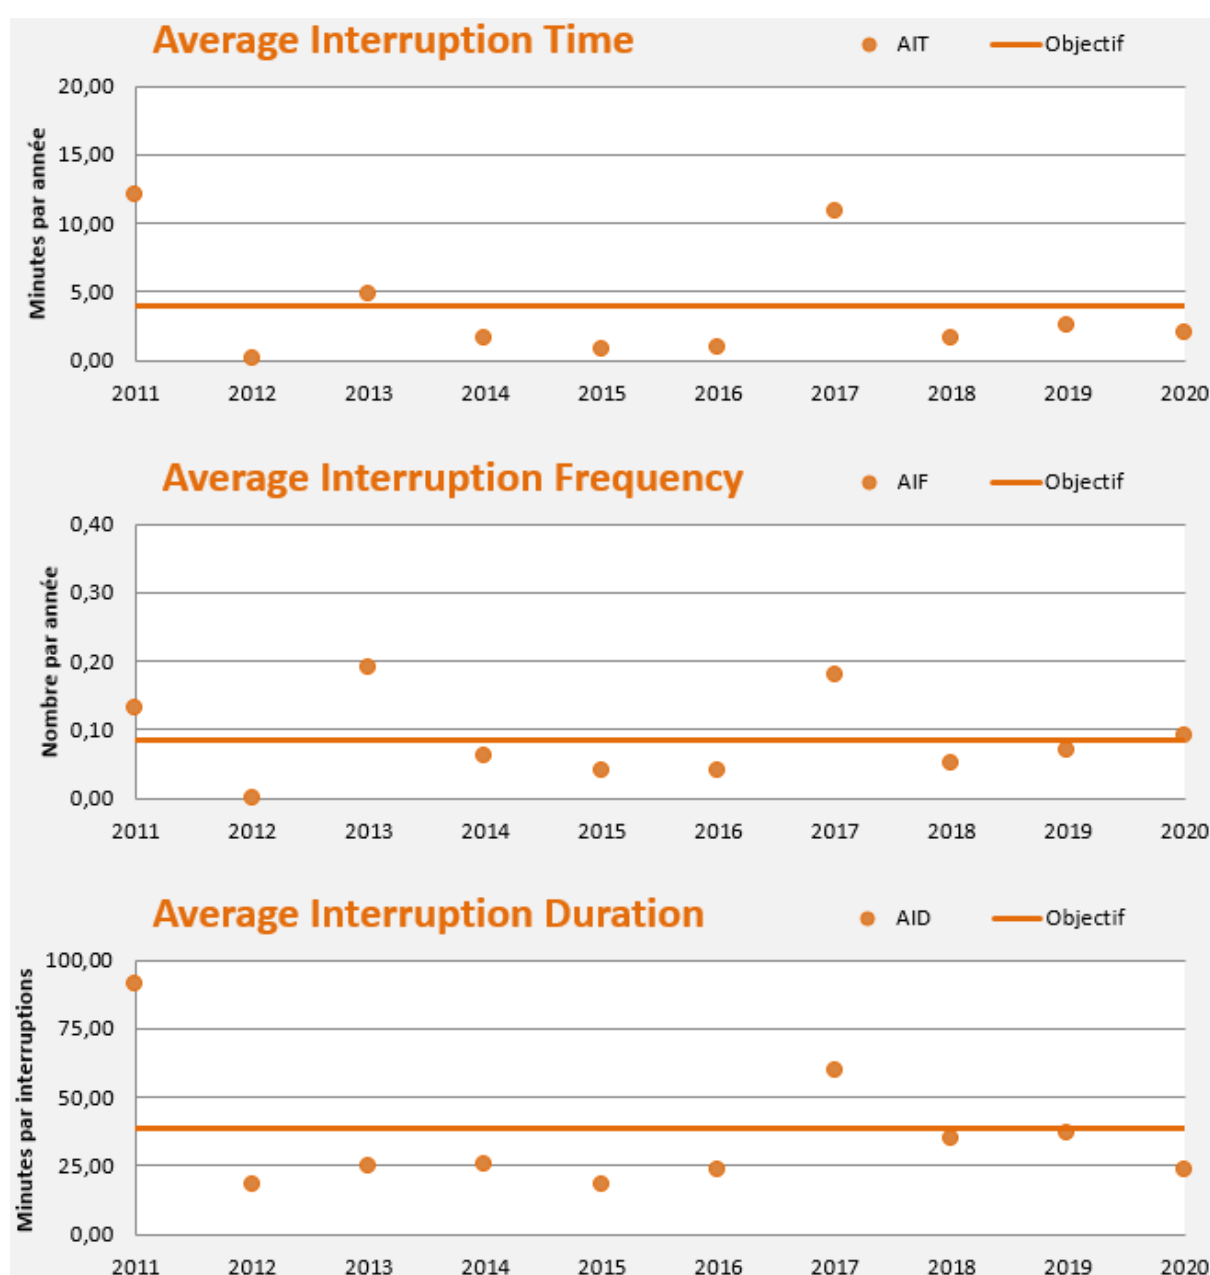 Average Interruption Time
AIT
Objectif
Minutes par année
20,00
15,00
10,00
5,00
0,00
2011 2012 2013 2014 2015 2016 2017 2018 2019 2020
Average Interruption Frequency
AIF
Objectif
Nombre par année
0,40
0,30
0,20
0,10
0,00
2011 2012 2013 2014 2015 2016 2017 2018 2019 2020
Average Interruption Duration
AID
Objectif
Minutes par interruptions
100,00
75,00
50,00
25,00
0,00
2011 2012 2013 2014 2015 2016 2017 2018 2019 2020